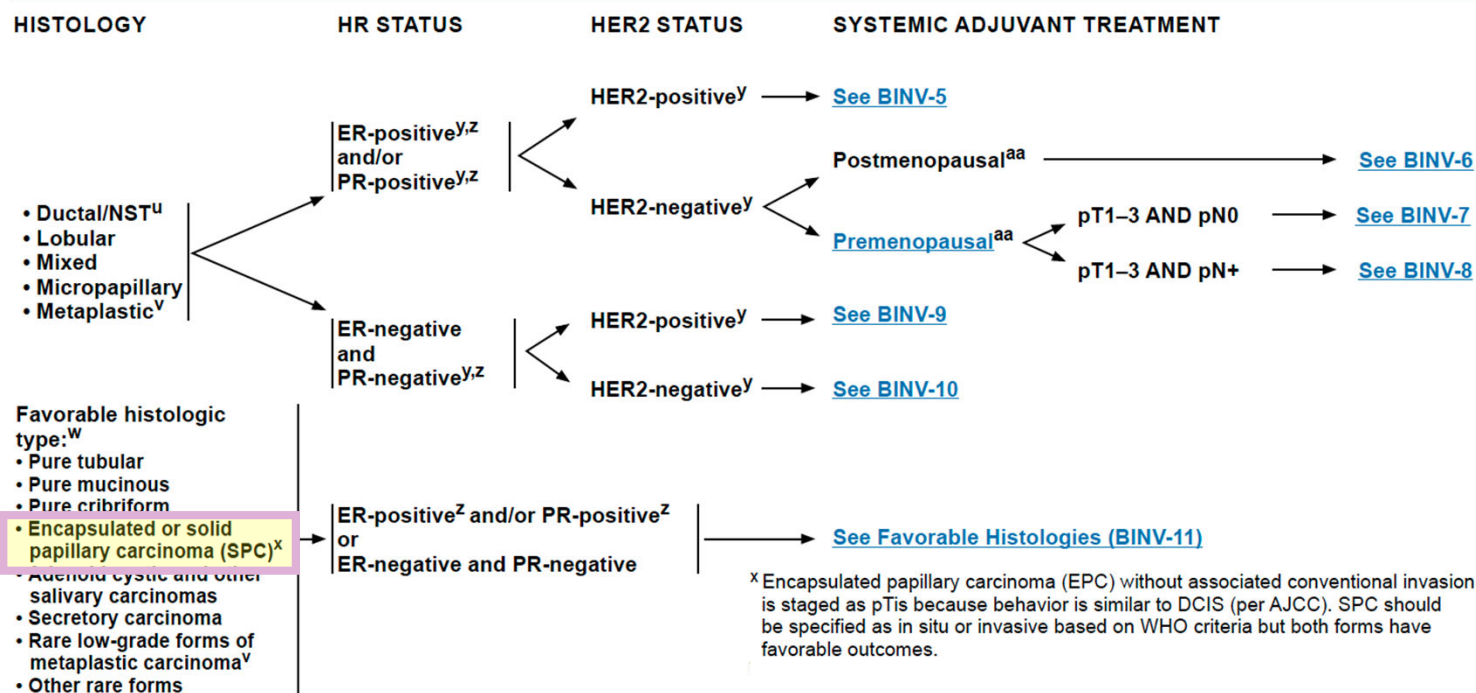 HISTOLOGY HR STATUS HER2 STATUS SYSTEMIC ADJUVANT TREATMENT
• Ductal/NSTᵘ
• Lobular
• Mixed
• Micropapillary
• Metaplasticᵛ
ER-positiveʸ,ᶻ
and/or
PR-positiveʸ,ᶻ
HER2-positiveʸ
See BINV-5
HER2-negativeʸ
Postmenopausalᵃᵃ
See BINV-6
Premenopausalᵃᵃ
pT1–3 AND pN0
See BINV-7
pT1–3 AND pN+
See BINV-8
ER-negative
and
PR-negativeʸ,ᶻ
HER2-positiveʸ
See BINV-9
HER2-negativeʸ
See BINV-10
Favorable histologic
type:ʷ
• Pure tubular
• Pure mucinous
• Pure cribriform
• Encapsulated or solid
papillary carcinoma (SPC)ˣ
• Adenoid cystic and other
salivary carcinomas
• Secretory carcinoma
• Rare low-grade forms of
metaplastic carcinomaᵛ
• Other rare forms
ER-positiveᶻ and/or PR-positiveᶻ
or
ER-negative and PR-negative
See Favorable Histologies (BINV-11)
ˣ Encapsulated papillary carcinoma (EPC) without associated conventional invasion
is staged as pTis because behavior is similar to DCIS (per AJCC). SPC should
be specified as in situ or invasive based on WHO criteria but both forms have
favorable outcomes.